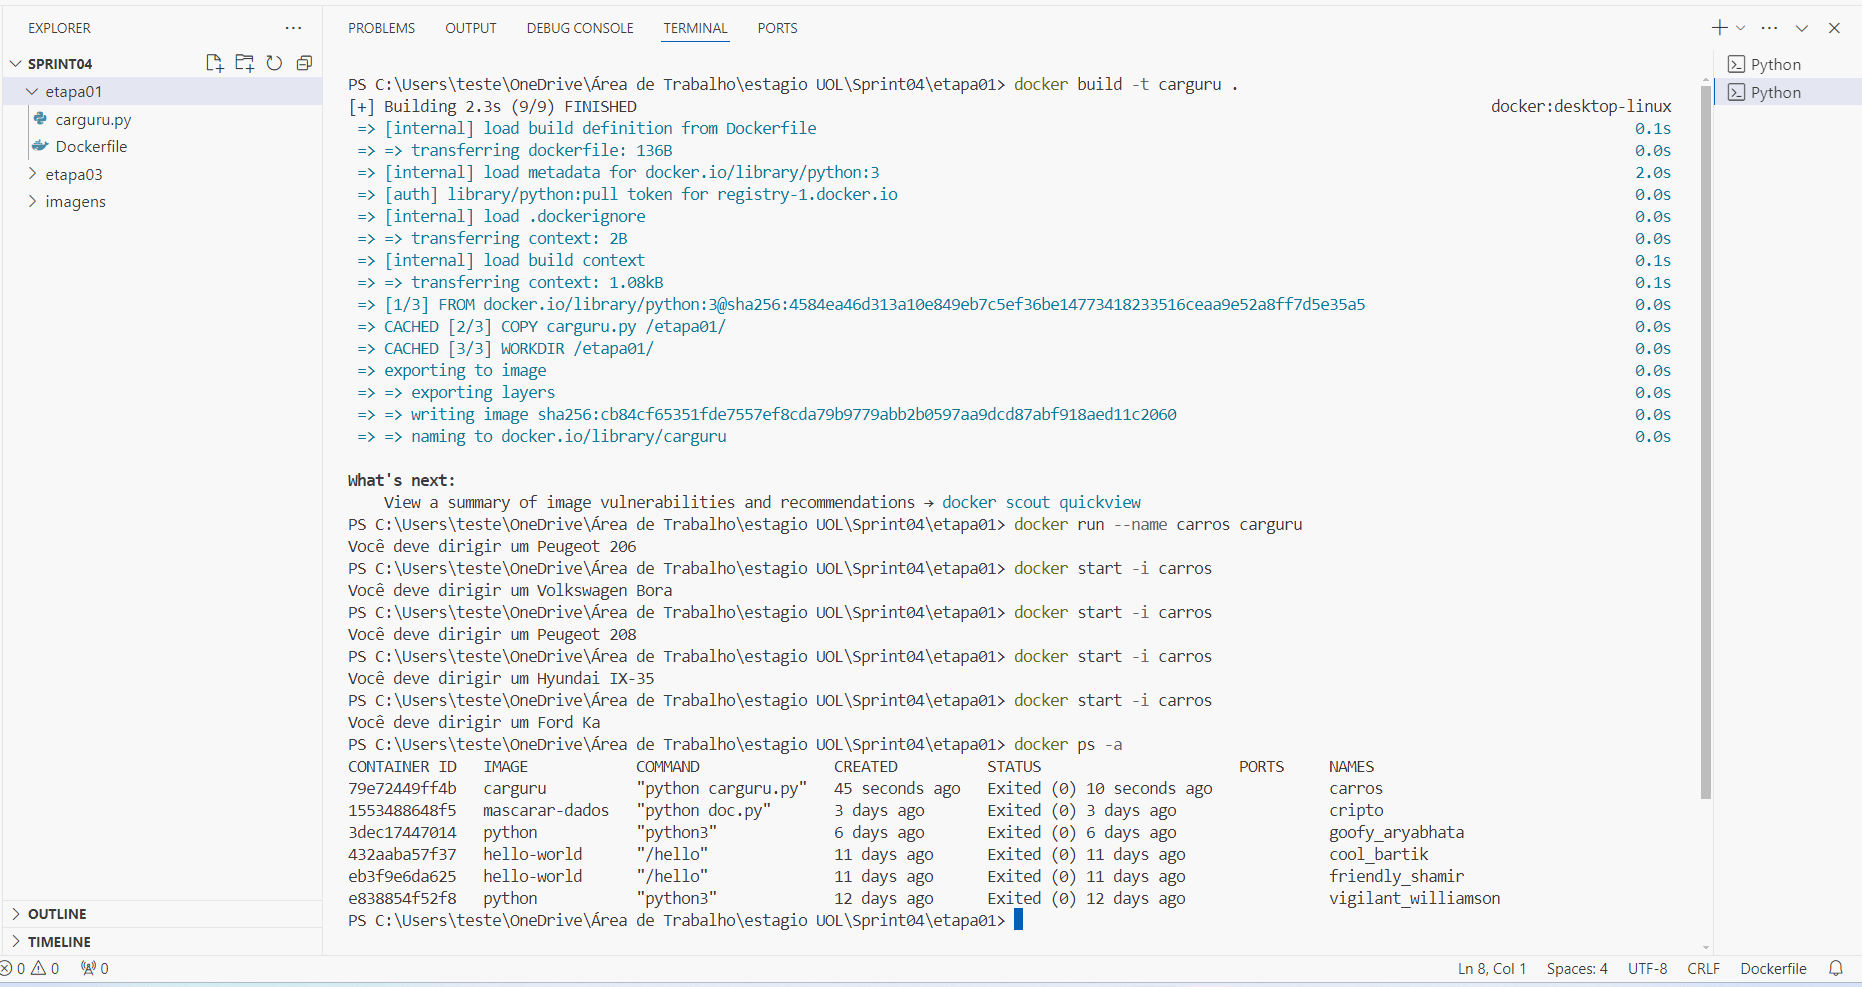 EXPLORER
SPRINT04
etapa01
carguru.py
Dockerfile
etapa03
imagens
OUTLINE
TIMELINE
PROBLEMS OUTPUT DEBUG CONSOLE TERMINAL PORTS
PS C:\Users\teste\OneDrive\Área de Trabalho\estagio UOL\Sprint04\etapa01> docker build -t carguru .
[+] Building 2.3s (9/9) FINISHED docker:desktop-linux
=> [internal] load build definition from Dockerfile 0.1s
=> => transferring dockerfile: 136B 0.0s
=> [internal] load metadata for docker.io/library/python:3 2.0s
=> [auth] library/python:pull token for registry-1.docker.io 0.0s
=> [internal] load .dockerignore 0.0s
=> => transferring context: 2B 0.0s
=> [internal] load build context 0.1s
=> => transferring context: 1.08kB 0.1s
=> [1/3] FROM docker.io/library/python:3@sha256:4584ea46d313a10e849eb7c5ef36be14773418233516ceaa9e52a8ff7d5e35a5 0.0s
=> CACHED [2/3] COPY carguru.py /etapa01/ 0.0s
=> CACHED [3/3] WORKDIR /etapa01/ 0.0s
=> exporting to image 0.0s
=> => exporting layers 0.0s
=> => writing image sha256:cb84cf65351fde7557ef8cda79b9779abb2b0597aa9dcd87abf918aed11c2060 0.0s
=> => naming to docker.io/library/carguru 0.0s
What's next:
View a summary of image vulnerabilities and recommendations → docker scout quickview
PS C:\Users\teste\OneDrive\Área de Trabalho\estagio UOL\Sprint04\etapa01> docker run --name carros carguru
Você deve dirigir um Peugeot 206
PS C:\Users\teste\OneDrive\Área de Trabalho\estagio UOL\Sprint04\etapa01> docker start -i carros
Você deve dirigir um Volkswagen Bora
PS C:\Users\teste\OneDrive\Área de Trabalho\estagio UOL\Sprint04\etapa01> docker start -i carros
Você deve dirigir um Peugeot 208
PS C:\Users\teste\OneDrive\Área de Trabalho\estagio UOL\Sprint04\etapa01> docker start -i carros
Você deve dirigir um Hyundai IX-35
PS C:\Users\teste\OneDrive\Área de Trabalho\estagio UOL\Sprint04\etapa01> docker start -i carros
Você deve dirigir um Ford Ka
PS C:\Users\teste\OneDrive\Área de Trabalho\estagio UOL\Sprint04\etapa01> docker ps -a
CONTAINER ID IMAGE COMMAND CREATED STATUS PORTS NAMES
79e72449ff4b carguru "python carguru.py" 45 seconds ago Exited (0) 10 seconds ago carros
1553488648f5 mascarar-dados "python doc.py" 3 days ago Exited (0) 3 days ago cripto
3dec17447014 python "python3" 6 days ago Exited (0) 6 days ago goofy_aryabhata
432aaba57f37 hello-world "/hello" 11 days ago Exited (0) 11 days ago cool_bartik
eb3f9e6da625 hello-world "/hello" 11 days ago Exited (0) 11 days ago friendly_shamir
e838854f52f8 python "python3" 12 days ago Exited (0) 12 days ago vigilant_williamson
PS C:\Users\teste\OneDrive\Área de Trabalho\estagio UOL\Sprint04\etapa01>
Python
Python
0 0 0
Ln 8, Col 1 Spaces: 4 UTF-8 CRLF Dockerfile